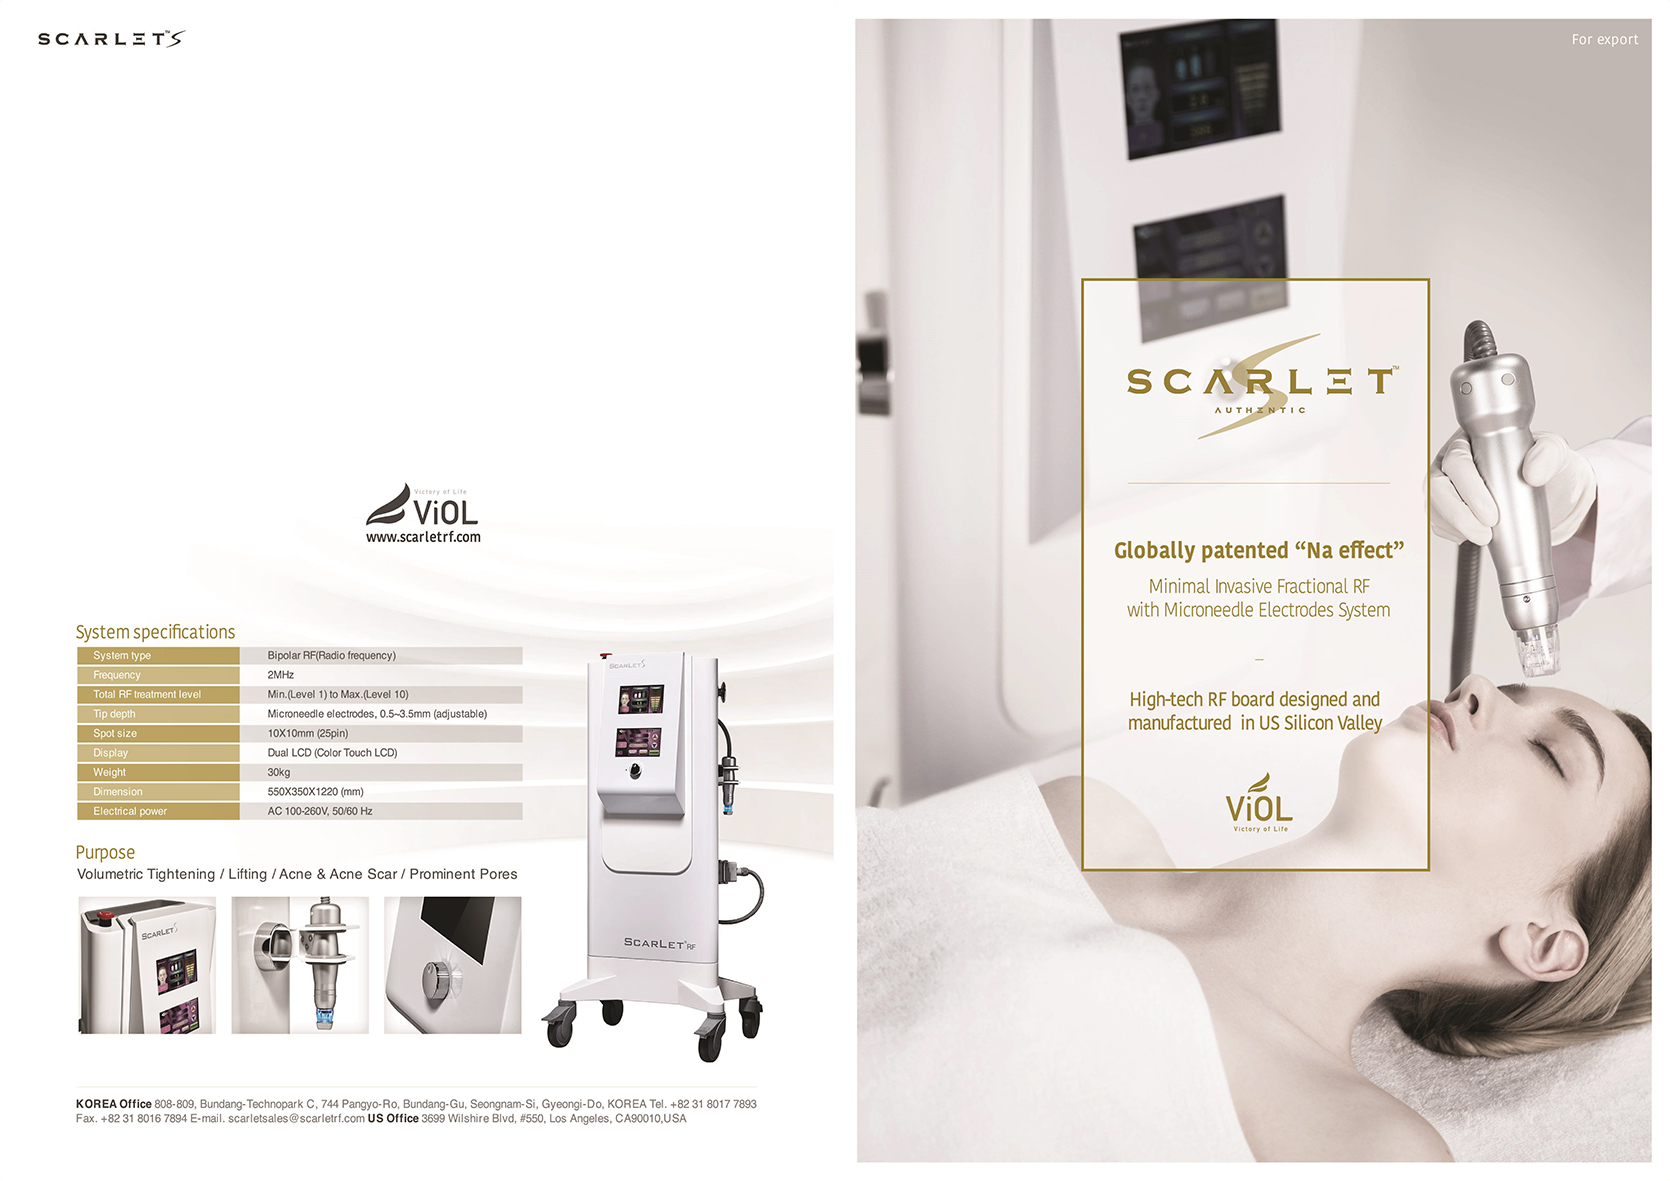 SCARLET S™
Victory of Life
ViOL
www.scarletrf.com
System specifications
System type Bipolar RF(Radio frequency)
Frequency 2MHz
Total RF treatment level Min.(Level 1) to Max.(Level 10)
Tip depth Microneedle electrodes, 0.5~3.5mm (adjustable)
Spot size 10X10mm (25pin)
Display Dual LCD (Color Touch LCD)
Weight 30kg
Dimension 550X350X1220 (mm)
Electrical power AC 100-260V, 50/60 Hz
Purpose
Volumetric Tightening / Lifting / Acne & Acne Scar / Prominent Pores
SCARLET S
SCARLET RF
SCARLET S
KOREA Office 808-809, Bundang-Technopark C, 744 Pangyo-Ro, Bundang-Gu, Seongnam-Si, Gyeongi-Do, KOREA Tel. +82 31 8017 7893
Fax. +82 31 8016 7894 E-mail. scarletsales@scarletrf.com US Office 3699 Wilshire Blvd, #550, Los Angeles, CA90010,USA
For export
SCARLET™
AUTHENTIC
Globally patented “Na effect”
Minimal Invasive Fractional RF
with Microneedle Electrodes System
–
High-tech RF board designed and
manufactured in US Silicon Valley
ViOL
Victory of Life